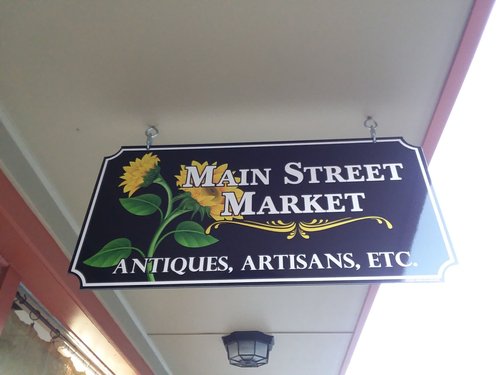 MAIN STREET
MARKET
ANTIQUES, ARTISANS, ETC.